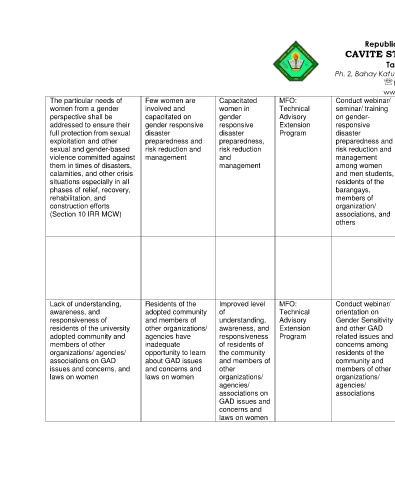 Republi
CAVITE ST
Ta
Ph. 2, Bahay Katu
www
The particular needs of
women from a gender
perspective shall be
addressed to ensure their
full protection from sexual
exploitation and other
sexual and gender-based
violence committed against
them in times of disasters,
calamities, and other crisis
situations especially in all
phases of relief, recovery,
rehabilitation, and
construction efforts
(Section 10 IRR MCW)
Few women are
involved and
capacitated on
gender responsive
disaster
preparedness and
risk reduction and
management
Capacitated
women in
gender
responsive
disaster
preparedness,
risk reduction
and
management
MFO:
Technical
Advisory
Extension
Program
Conduct webinar/
seminar/ training
on gender-
responsive
disaster
preparedness and
risk reduction and
management
among women
and men students,
residents of the
barangays,
members of
organization/
associations, and
others
Lack of understanding,
awareness, and
responsiveness of
residents of the university
adopted community and
members of other
organizations/ agencies/
associations on GAD
issues and concerns, and
laws on women
Residents of the
adopted community
and members of
other organizations/
agencies have
inadequate
opportunity to learn
about GAD issues
and concerns and
laws on women
Improved level
of
understanding,
awareness, and
responsiveness
of residents of
the community
and members of
other
organizations/
agencies/
associations on
GAD issues and
concerns and
laws on women
MFO:
Technical
Advisory
Extension
Program
Conduct webinar/
orientation on
Gender Sensitivity
and other GAD
related issues and
concerns among
residents of the
community and
members of other
organizations/
agencies/
associations